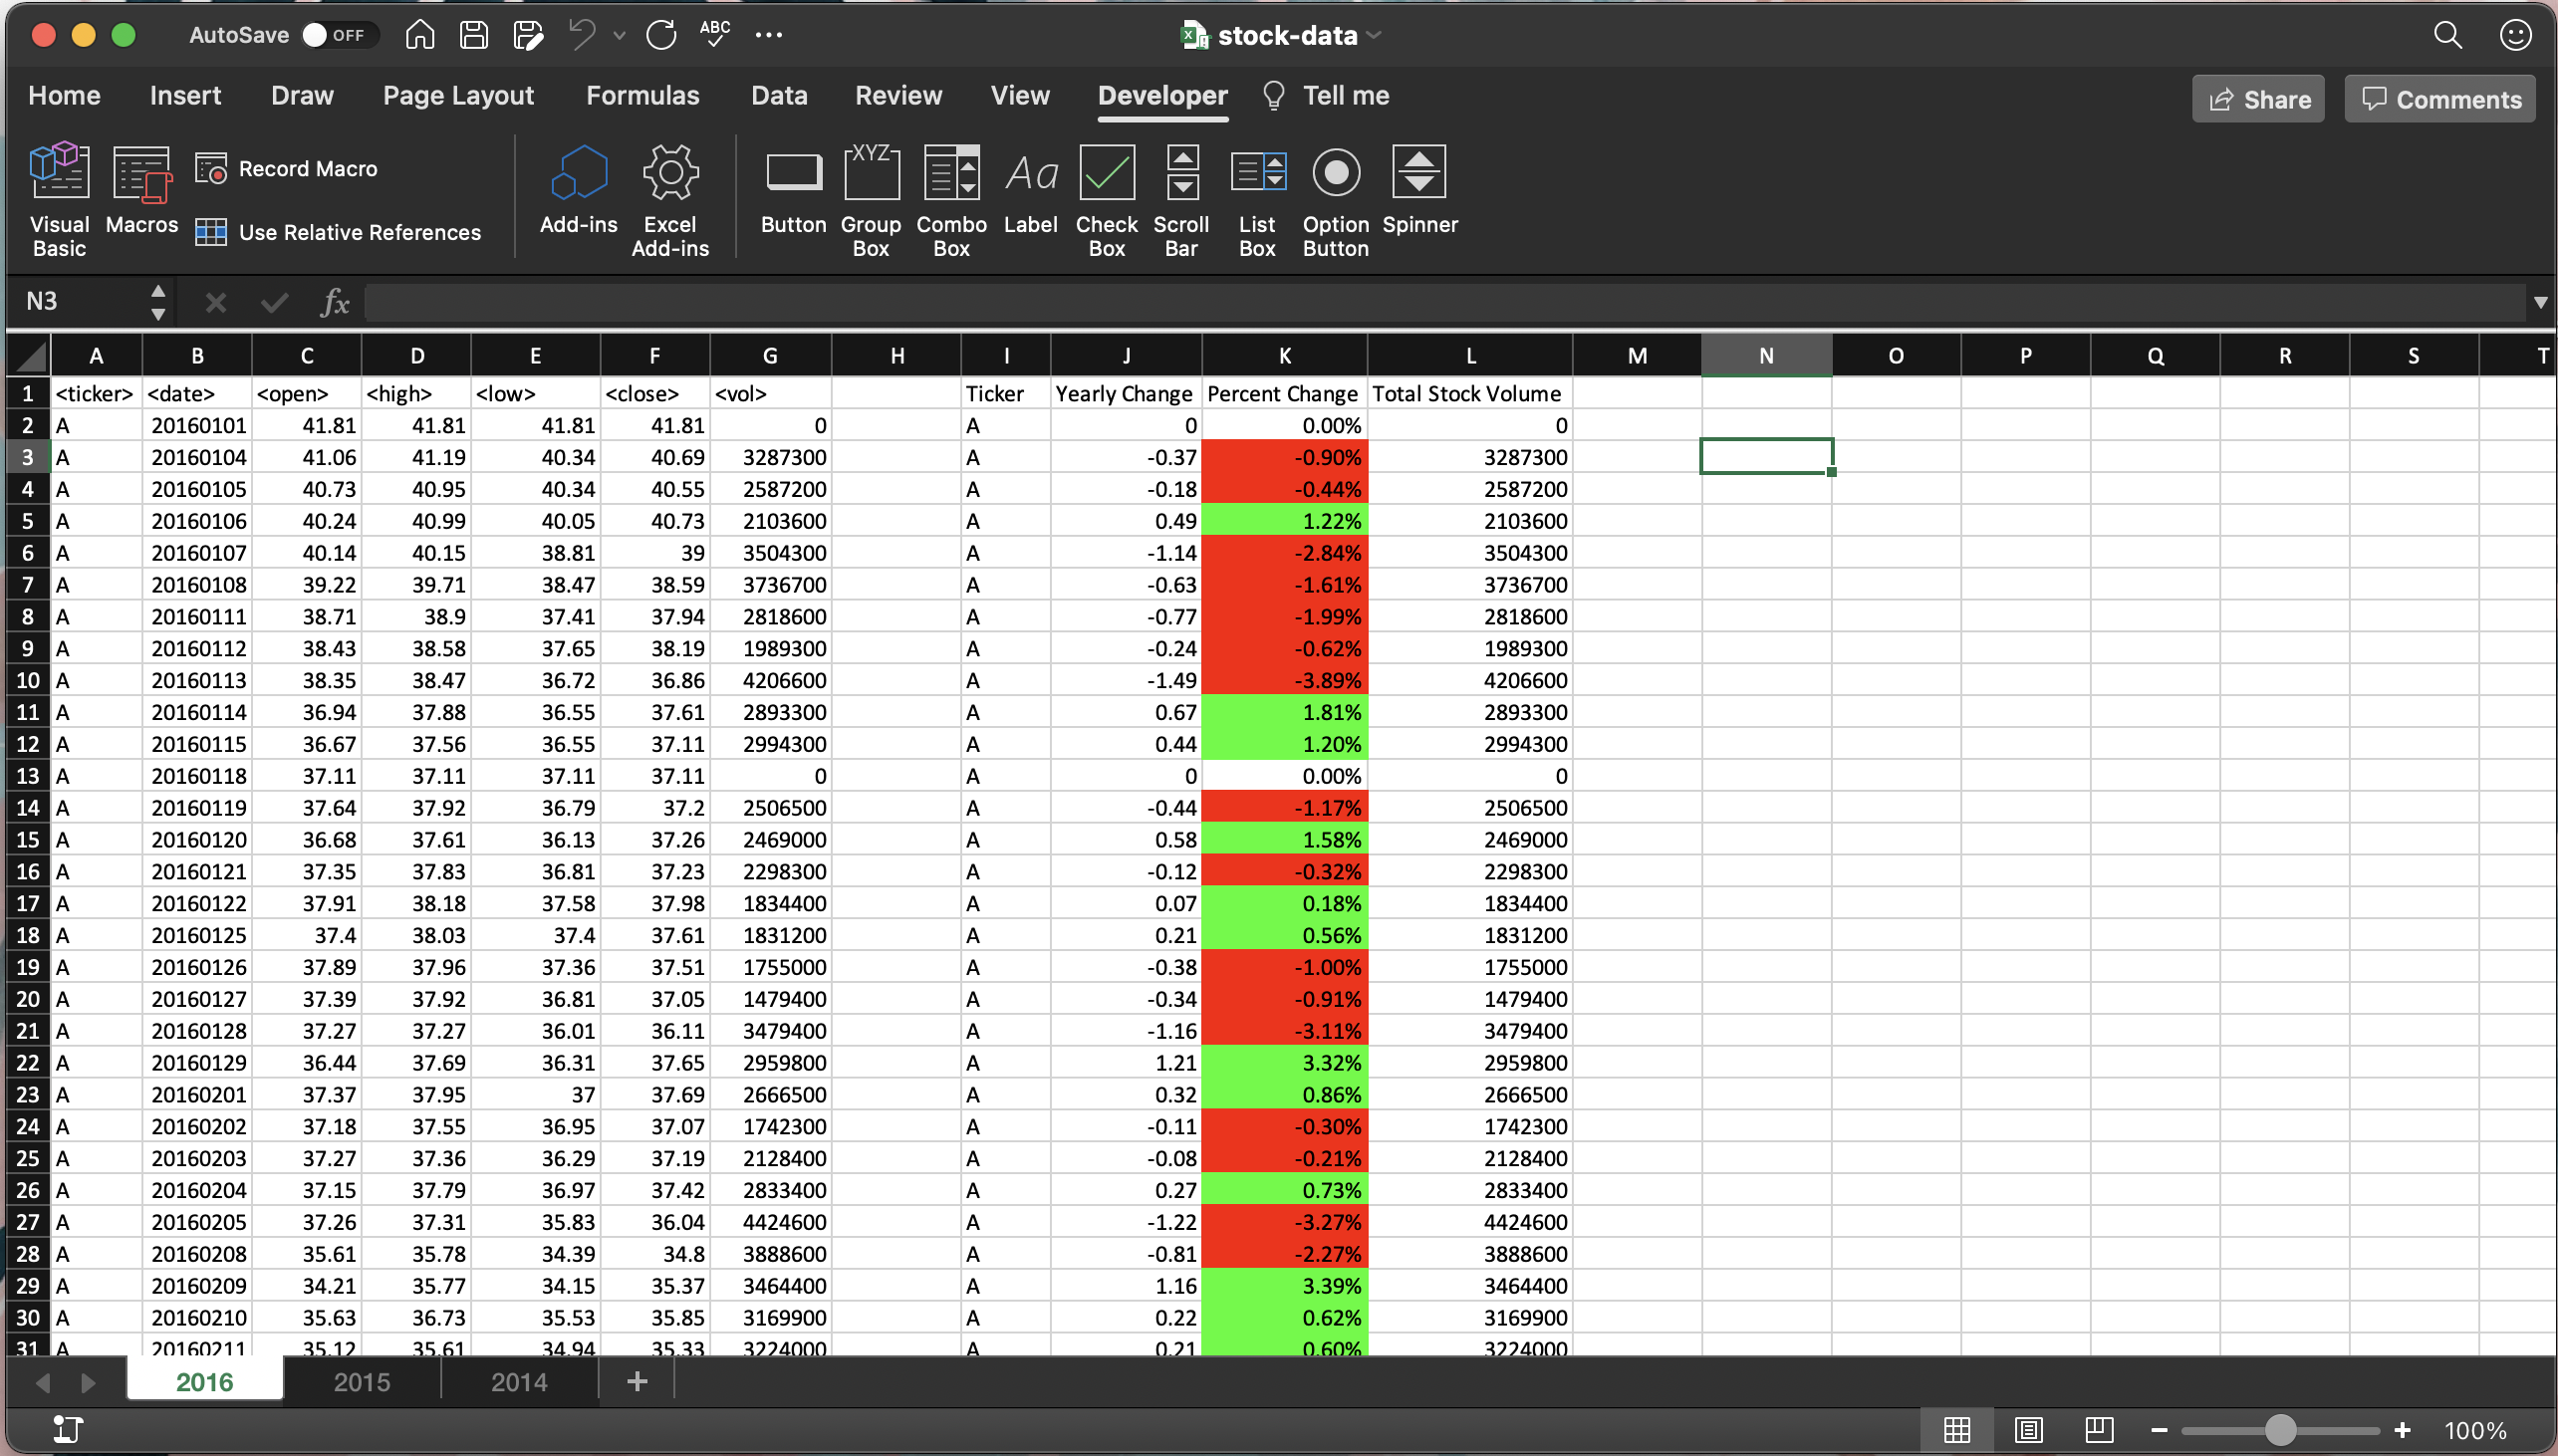 AutoSave OFF ABC stock-data
Home Insert Draw Page Layout Formulas Data Review View Developer Tell me Share Comments
Visual Basic Macros Record Macro Use Relative References Add-ins Excel Add-ins Button XYZ Group Box Combo Box Aa Label Check Box Scroll Bar List Box Option Button Spinner
N3 fx
A B C D E F G H I J K L M N O P Q R S T
1 <ticker> <date> <open> <high> <low> <close> <vol> Ticker Yearly Change Percent Change Total Stock Volume
2 A 20160101 41.81 41.81 41.81 41.81 0 A 0 0.00% 0
3 A 20160104 41.06 41.19 40.34 40.69 3287300 A -0.37 -0.90% 3287300
4 A 20160105 40.73 40.95 40.34 40.55 2587200 A -0.18 -0.44% 2587200
5 A 20160106 40.24 40.99 40.05 40.73 2103600 A 0.49 1.22% 2103600
6 A 20160107 40.14 40.15 38.81 39 3504300 A -1.14 -2.84% 3504300
7 A 20160108 39.22 39.71 38.47 38.59 3736700 A -0.63 -1.61% 3736700
8 A 20160111 38.71 38.9 37.41 37.94 2818600 A -0.77 -1.99% 2818600
9 A 20160112 38.43 38.58 37.65 38.19 1989300 A -0.24 -0.62% 1989300
10 A 20160113 38.35 38.47 36.72 36.86 4206600 A -1.49 -3.89% 4206600
11 A 20160114 36.94 37.88 36.55 37.61 2893300 A 0.67 1.81% 2893300
12 A 20160115 36.67 37.56 36.55 37.11 2994300 A 0.44 1.20% 2994300
13 A 20160118 37.11 37.11 37.11 37.11 0 A 0 0.00% 0
14 A 20160119 37.64 37.92 36.79 37.2 2506500 A -0.44 -1.17% 2506500
15 A 20160120 36.68 37.61 36.13 37.26 2469000 A 0.58 1.58% 2469000
16 A 20160121 37.35 37.83 36.81 37.23 2298300 A -0.12 -0.32% 2298300
17 A 20160122 37.91 38.18 37.58 37.98 1834400 A 0.07 0.18% 1834400
18 A 20160125 37.4 38.03 37.4 37.61 1831200 A 0.21 0.56% 1831200
19 A 20160126 37.89 37.96 37.36 37.51 1755000 A -0.38 -1.00% 1755000
20 A 20160127 37.39 37.92 36.81 37.05 1479400 A -0.34 -0.91% 1479400
21 A 20160128 37.27 37.27 36.01 36.11 3479400 A -1.16 -3.11% 3479400
22 A 20160129 36.44 37.69 36.31 37.65 2959800 A 1.21 3.32% 2959800
23 A 20160201 37.37 37.95 37 37.69 2666500 A 0.32 0.86% 2666500
24 A 20160202 37.18 37.55 36.95 37.07 1742300 A -0.11 -0.30% 1742300
25 A 20160203 37.27 37.36 36.29 37.19 2128400 A -0.08 -0.21% 2128400
26 A 20160204 37.15 37.79 36.97 37.42 2833400 A 0.27 0.73% 2833400
27 A 20160205 37.26 37.31 35.83 36.04 4424600 A -1.22 -3.27% 4424600
28 A 20160208 35.61 35.78 34.39 34.8 3888600 A -0.81 -2.27% 3888600
29 A 20160209 34.21 35.77 34.15 35.37 3464400 A 1.16 3.39% 3464400
30 A 20160210 35.63 36.73 35.53 35.85 3169900 A 0.22 0.62% 3169900
31 A 20160211 35.12 35.61 34.94 35.33 3224000 A 0.21 0.60% 3224000
2016 2015 2014 +
100%